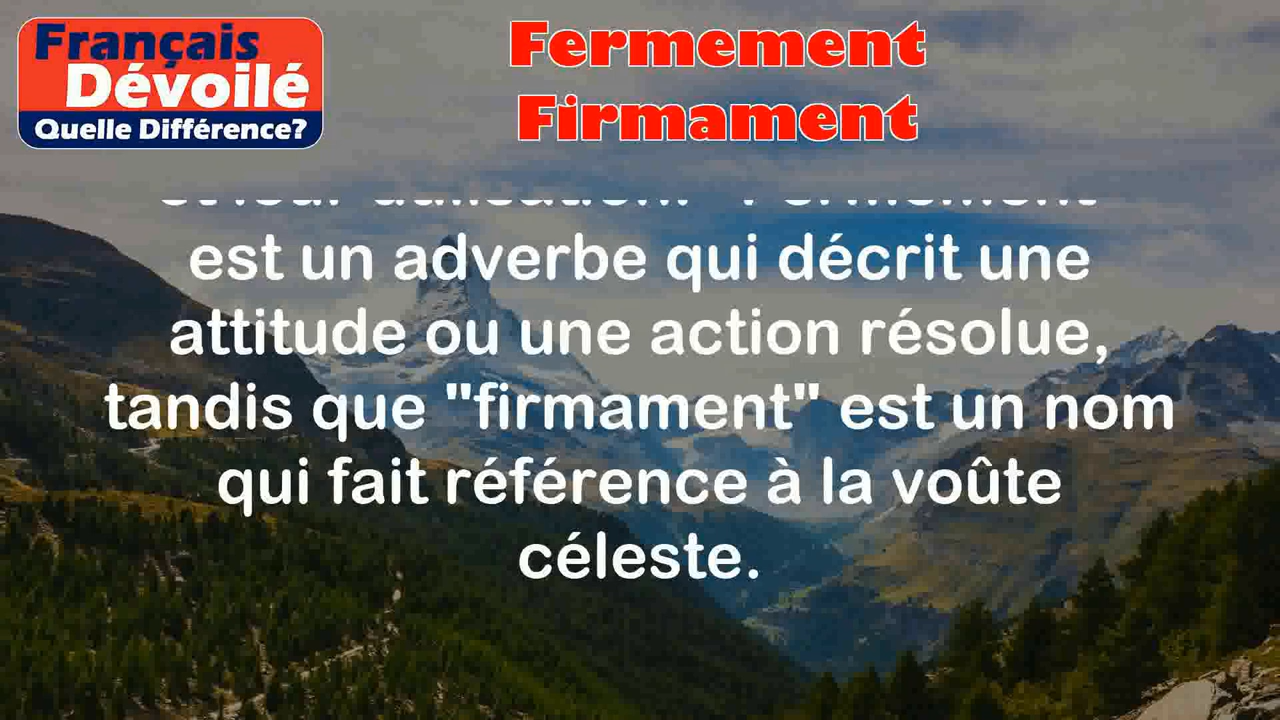 Français
Dévoilé
Quelle Différence?
Fermement
Firmament
est un adverbe qui décrit une
attitude ou une action résolue,
tandis que "firmament" est un nom
qui fait référence à la voûte
céleste.